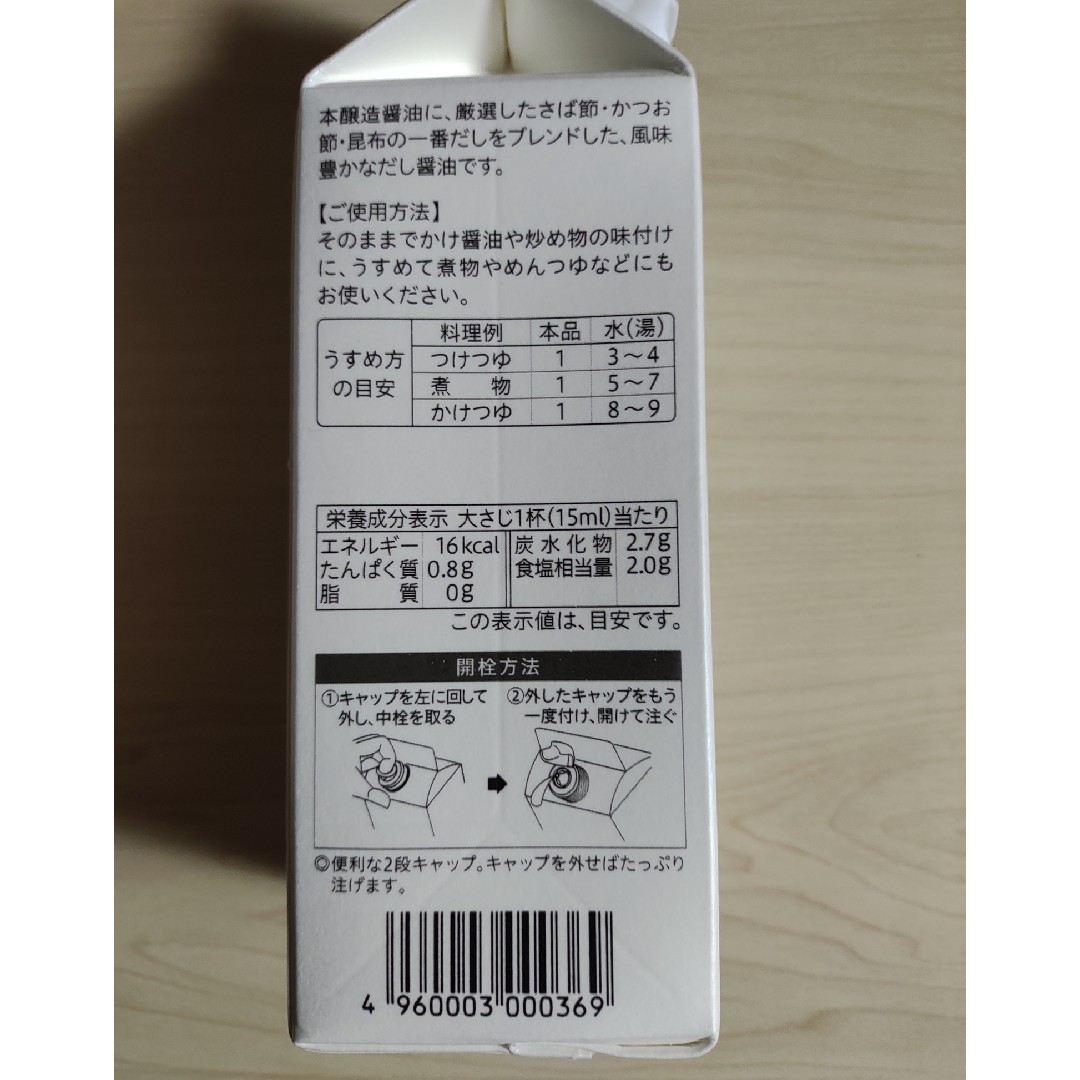 本醸造醤油に、厳選したさば節・かつお
節・昆布の一番だしをブレンドした、風味
豊かなだし醤油です。
【ご使用方法】
そのままでかけ醤油や炒め物の味付け
に、うすめて煮物やめんつゆなどにも
お使いください。
うすめ方の目安
料理例 本品 水(湯)
つけつゆ 1 3〜4
煮物 1 5〜7
かけつゆ 1 8〜9
栄養成分表示 大さじ1杯(15ml)当たり
エネルギー 16kcal 炭水化物 2.7g
たんぱく質 0.8g 食塩相当量 2.0g
脂質 0g
この表示値は、目安です。
開栓方法
①キャップを左に回して
外し、中栓を取る
②外したキャップをもう
一度付け、開けて注ぐ
◎便利な2段キャップ。キャップを外せばたっぷり
注げます。
4 960003 000369